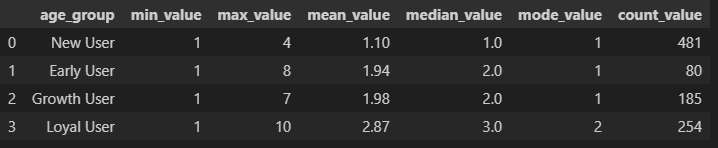 age_group min_value max_value mean_value median_value mode_value count_value
0 New User 1 4 1.10 1.0 1 481
1 Early User 1 8 1.94 2.0 1 80
2 Growth User 1 7 1.98 2.0 1 185
3 Loyal User 1 10 2.87 3.0 2 254